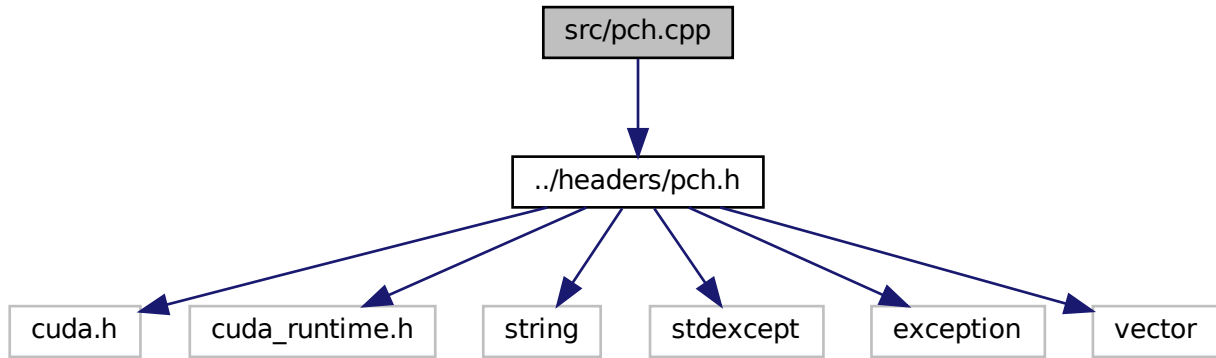 src/pch.cpp
../headers/pch.h
cuda.h
cuda_runtime.h
string
stdexcept
exception
vector